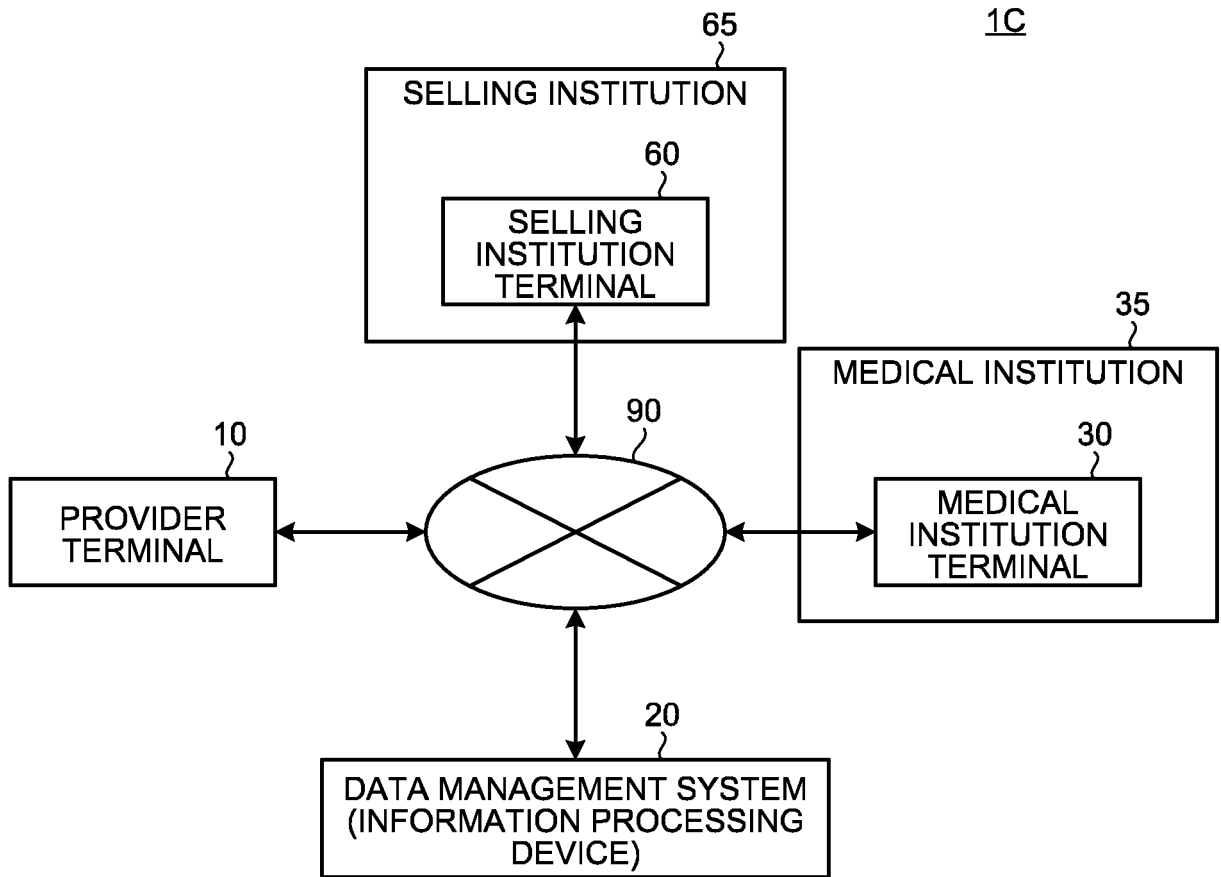 1C
65
SELLING INSTITUTION
60
SELLING
INSTITUTION
TERMINAL
35
MEDICAL INSTITUTION
90
10
30
PROVIDER
TERMINAL
MEDICAL
INSTITUTION
TERMINAL
20
DATA MANAGEMENT SYSTEM
(INFORMATION PROCESSING
DEVICE)